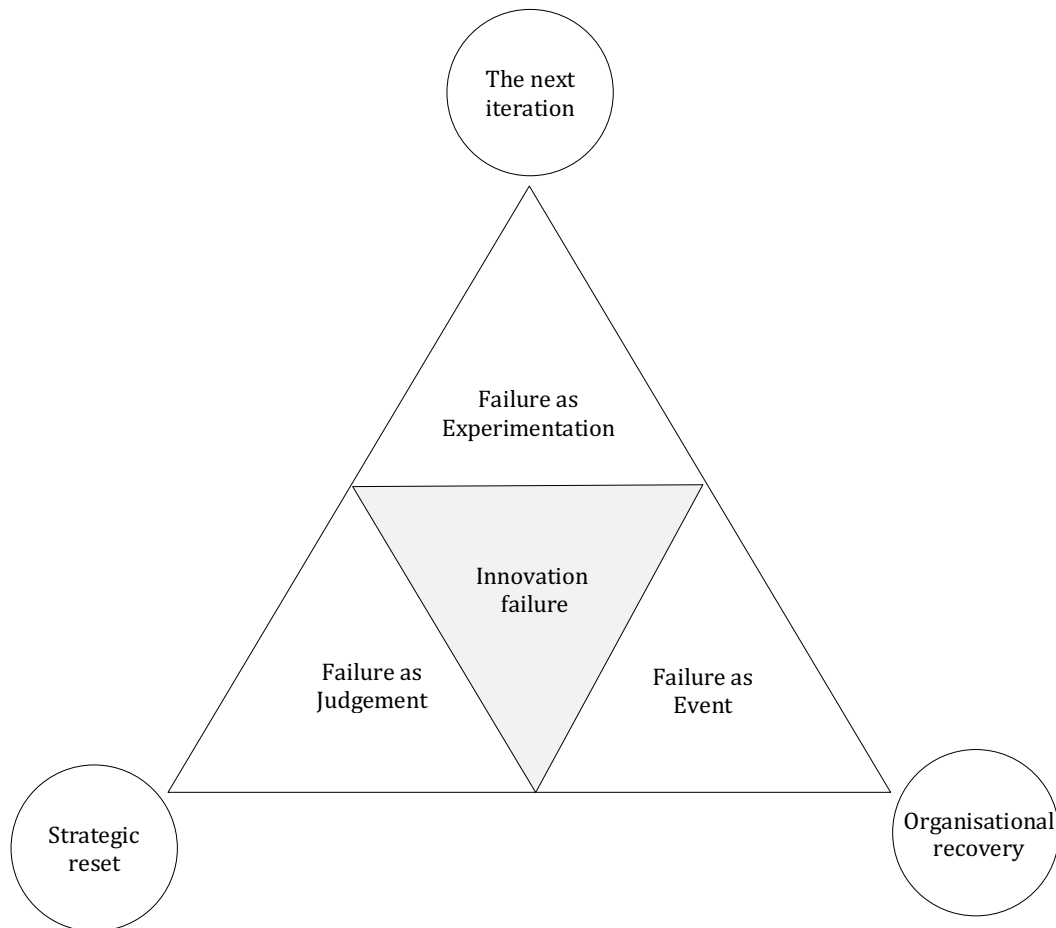 The next
iteration
Failure as
Experimentation
Innovation
failure
Failure as
Judgement
Failure as
Event
Strategic
reset
Organisational
recovery